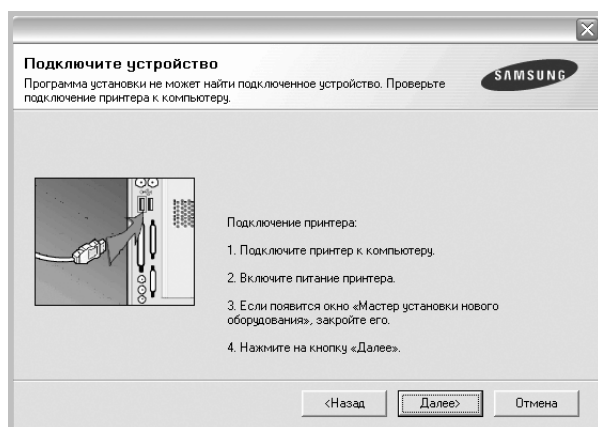 Подключите устройство
Программа установки не может найти подключенное устройство. Проверьте
подключение принтера к компьютеру.
SAMSUNG
Подключение принтера:
1. Подключите принтер к компьютеру.
2. Включите питание принтера.
3. Если появится окно «Мастер установки нового
оборудования», закройте его.
4. Нажмите на кнопку «Далее».
<Назад
Далее>
Отмена